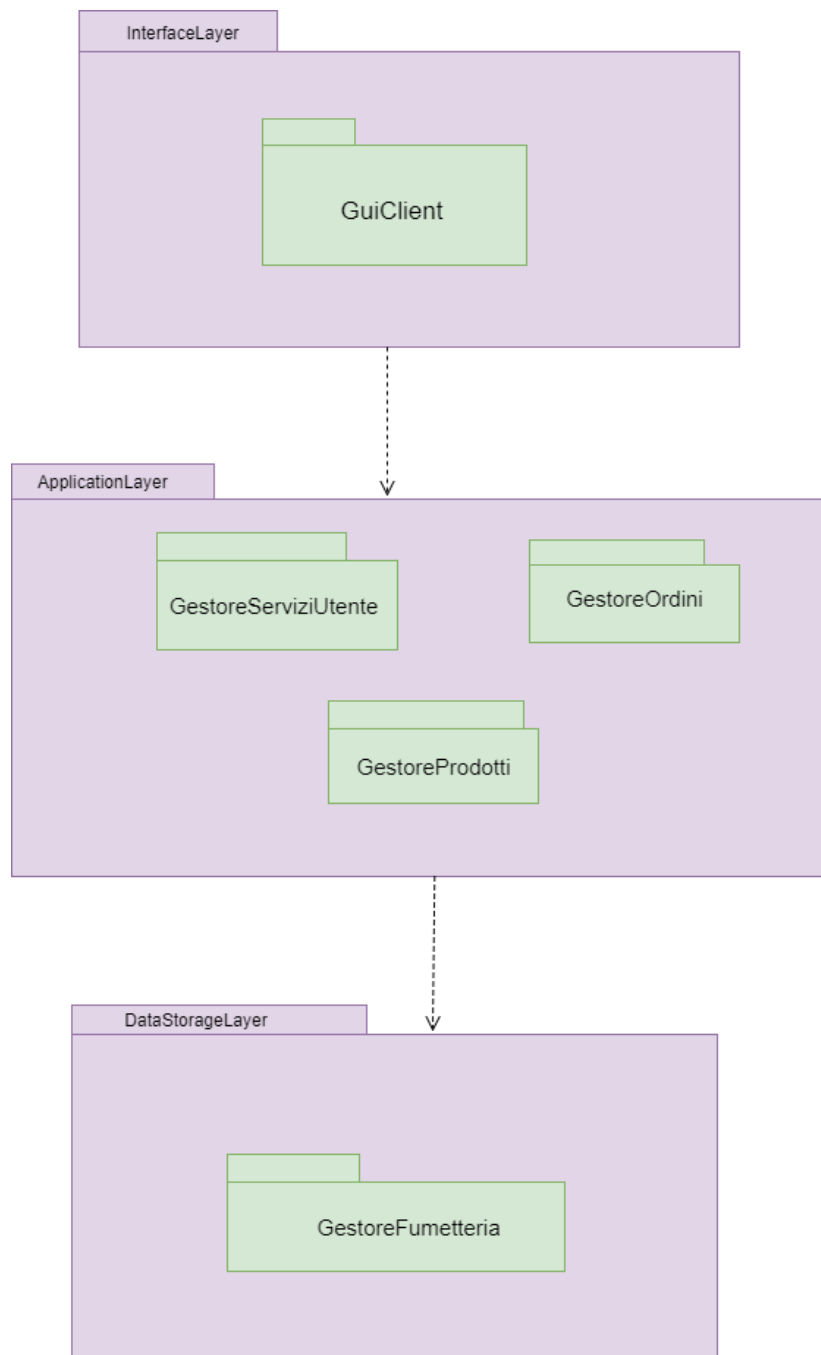 InterfaceLayer
GuiClient
ApplicationLayer
GestoreServiziUtente
GestoreOrdini
GestoreProdotti
DataStorageLayer
GestoreFumetteria